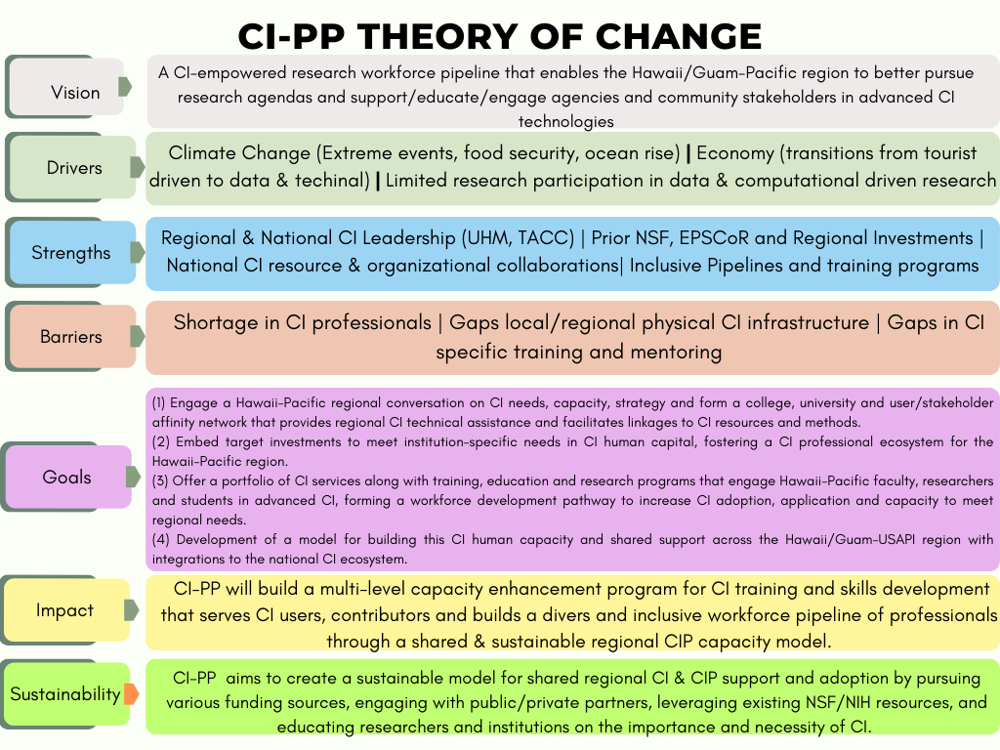 CI-PP THEORY OF CHANGE
Vision
A CI-empowered research workforce pipeline that enables the Hawaii/Guam-Pacific region to better pursue
research agendas and support/educate/engage agencies and community stakeholders in advanced CI
technologies
Drivers
Climate Change (Extreme events, food security, ocean rise) | Economy (transitions from tourist
driven to data & techinal) | Limited research participation in data & computational driven research
Strengths
Regional & National CI Leadership (UHM, TACC) | Prior NSF, EPSCoR and Regional Investments |
National CI resource & organizational collaborations| Inclusive Pipelines and training programs
Barriers
Shortage in CI professionals | Gaps local/regional physical CI infrastructure | Gaps in CI
specific training and mentoring
Goals
(1) Engage a Hawaii-Pacific regional conversation on CI needs, capacity, strategy and form a college, university and user/stakeholder
affinity network that provides regional CI technical assistance and facilitates linkages to CI resources and methods.
(2) Embed target investments to meet institution-specific needs in CI human capital, fostering a CI professional ecosystem for the
Hawaii-Pacific region.
(3) Offer a portfolio of CI services along with training, education and research programs that engage Hawaii-Pacific faculty, researchers
and students in advanced CI, forming a workforce development pathway to increase CI adoption, application and capacity to meet
regional needs.
(4) Development of a model for building this CI human capacity and shared support across the Hawaii/Guam-USAPI region with
integrations to the national CI ecosystem.
Impact
CI-PP will build a multi-level capacity enhancement program for CI training and skills development
that serves CI users, contributors and builds a divers and inclusive workforce pipeline of professionals
through a shared & sustainable regional CIP capacity model.
Sustainability
CI-PP aims to create a sustainable model for shared regional CI & CIP support and adoption by pursuing
various funding sources, engaging with public/private partners, leveraging existing NSF/NIH resources, and
educating researchers and institutions on the importance and necessity of CI.